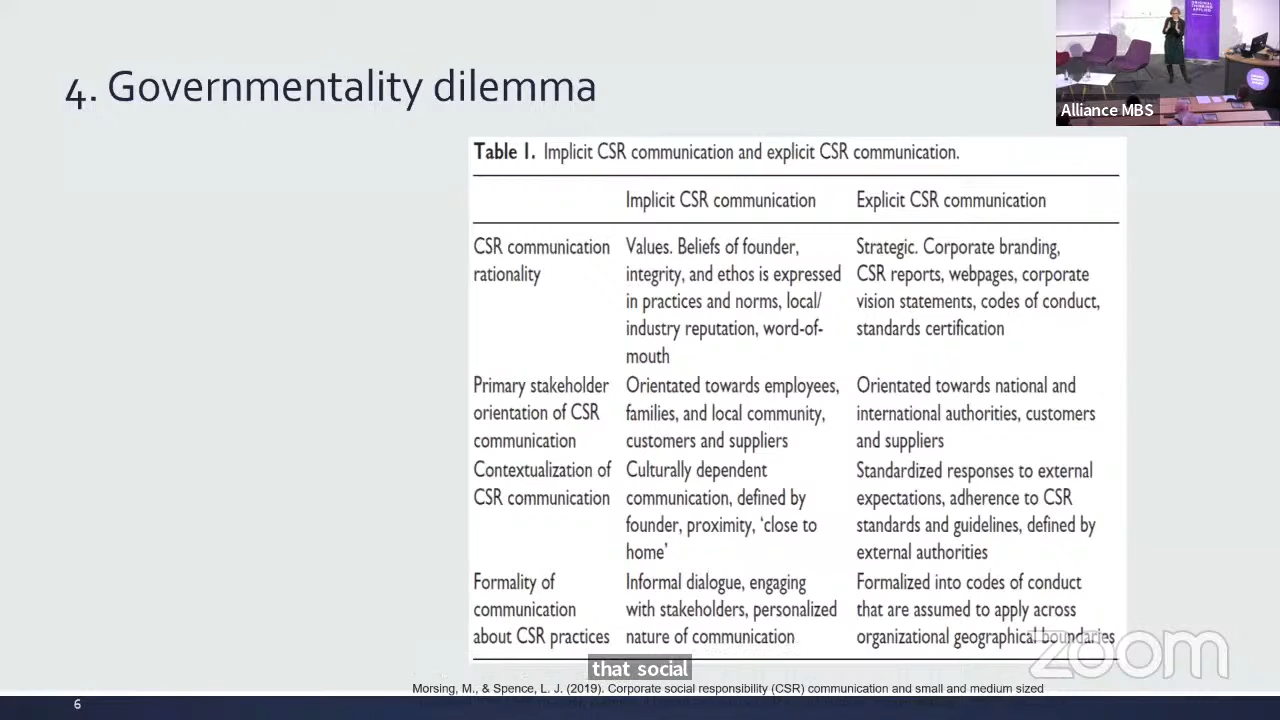 4. Governmentality dilemma
ORIGINAL
THINKING
APPLIED
Alliance MBS
Table 1. Implicit CSR communication and explicit CSR communication.
Implicit CSR communication
Explicit CSR communication
CSR communication
rationality
Values. Beliefs of founder,
integrity, and ethos is expressed
in practices and norms, local/
industry reputation, word-of-
mouth
Strategic. Corporate branding,
CSR reports, webpages, corporate
vision statements, codes of conduct,
standards certification
Primary stakeholder
orientation of CSR
communication
Orientated towards employees,
families, and local community,
customers and suppliers
Orientated towards national and
international authorities, customers
and suppliers
Contextualization of
CSR communication
Culturally dependent
communication, defined by
founder, proximity, ‘close to
home’
Standardized responses to external
expectations, adherence to CSR
standards and guidelines, defined by
external authorities
Formality of
communication
about CSR practices
Informal dialogue, engaging
with stakeholders, personalized
nature of communication
Formalized into codes of conduct
that are assumed to apply across
organizational geographical boundaries
zoom
that social
Morsing, M., & Spence, L. J. (2019). Corporate social responsibility (CSR) communication and small and medium sized
6